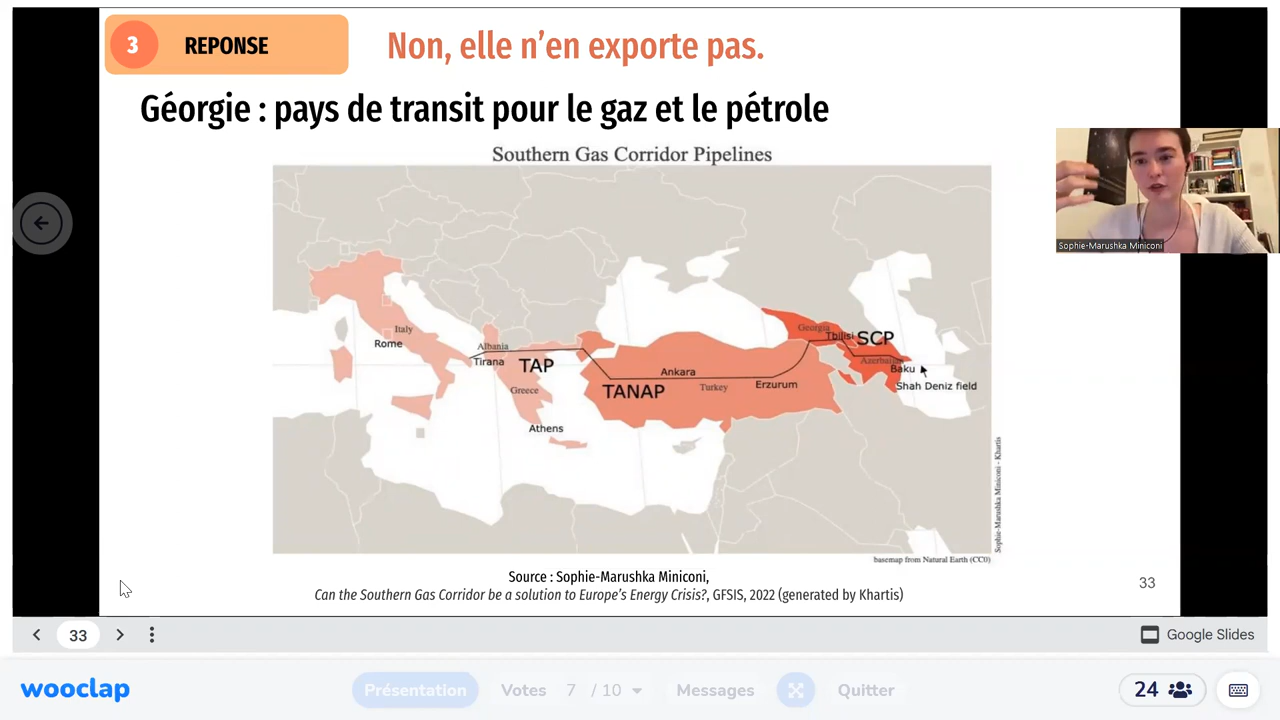 3 REPONSE
Non, elle n'en exporte pas.
Géorgie : pays de transit pour le gaz et le pétrole
Southern Gas Corridor Pipelines
Sophie-Marushka Miniconi
Italy
Rome
Albania
Tirana
TAP
Greece
Athens
Ankara
TANAP
Turkey
Erzurum
Georgia
Tbilisi
SCP
Azerbaijan
Baku
Shah Deniz field
Sophie-Marushka Miniconi - Khartis
basemap from Natural Earth (CC0)
Source : Sophie-Marushka Miniconi,
Can the Southern Gas Corridor be a solution to Europe's Energy Crisis?, GFSIS, 2022 (generated by Khartis)
33
33
Google Slides
wooclap
Présentation
Votes 7 / 10
Messages
Quitter
24